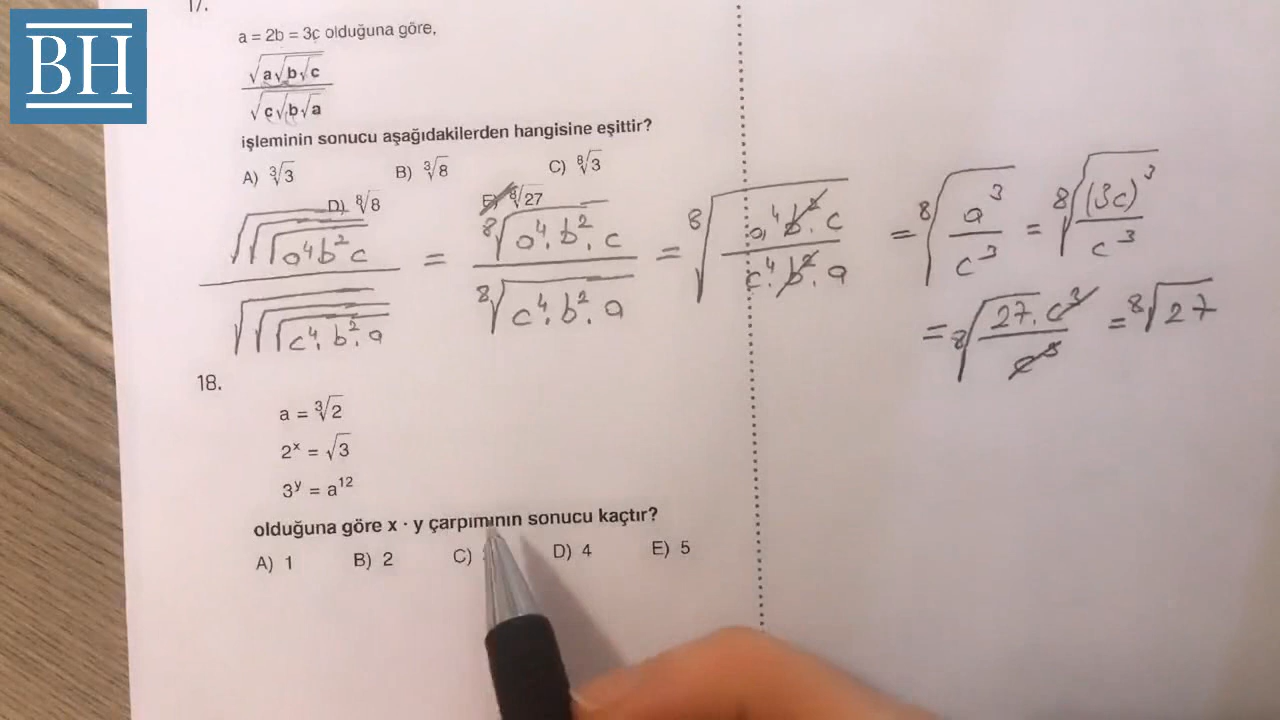 BH
17.
a = 2b = 3c olduğuna göre,
√a√b√c
√c√b√a
işleminin sonucu aşağıdakilerden hangisine eşittir?
A) ³√3 B) ³√8 C) ⁸√3
D) ⁸√8 E) ⁸√27
√√√a⁴b²c / √√√c⁴.b².a = ⁸√a⁴.b².c / ⁸√c⁴.b².a = ⁸√a⁴.b².c / c⁴.b².a = ⁸√a³/c³ = ⁸√(3c)³/c³
= ⁸√27.c³/c³ = ⁸√27
18.
a = ³√2
2ˣ = √3
3ʸ = a¹²
olduğuna göre x · y çarpımının sonucu kaçtır?
A) 1 B) 2 C) D) 4 E) 5